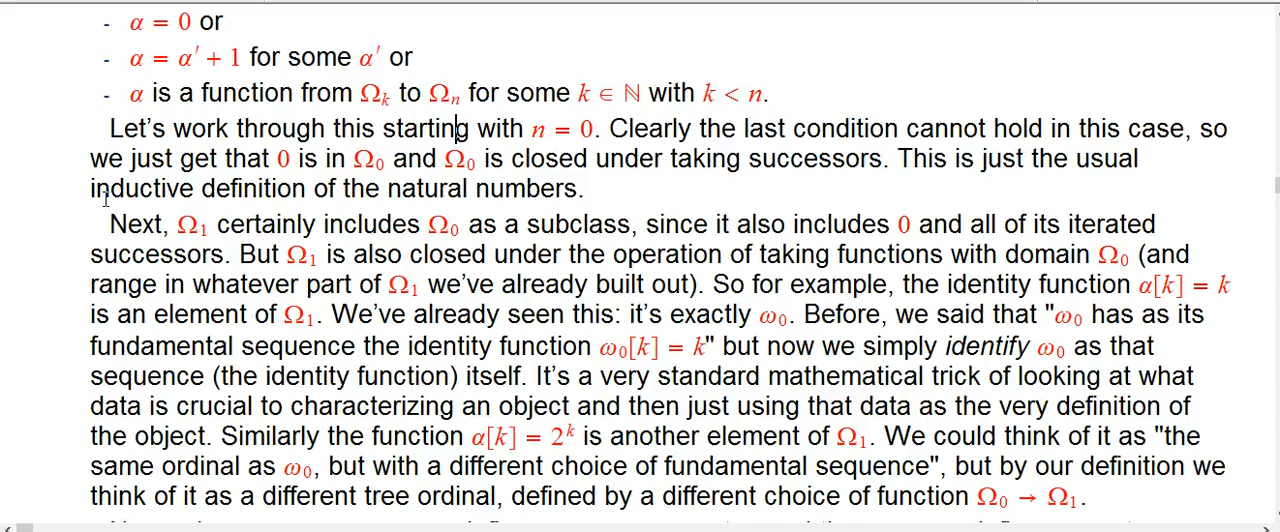 - α = 0 or
- α = α′ + 1 for some α′ or
- α is a function from Ωₖ to Ωₙ for some k ∈ ℕ with k < n.
Let’s work through this starting with n = 0. Clearly the last condition cannot hold in this case, so
we just get that 0 is in Ω₀ and Ω₀ is closed under taking successors. This is just the usual
inductive definition of the natural numbers.
Next, Ω₁ certainly includes Ω₀ as a subclass, since it also includes 0 and all of its iterated
successors. But Ω₁ is also closed under the operation of taking functions with domain Ω₀ (and
range in whatever part of Ω₁ we’ve already built out). So for example, the identity function α[k] = k
is an element of Ω₁. We’ve already seen this: it’s exactly ω₀. Before, we said that "ω₀ has as its
fundamental sequence the identity function ω₀[k] = k" but now we simply identify ω₀ as that
sequence (the identity function) itself. It’s a very standard mathematical trick of looking at what
data is crucial to characterizing an object and then just using that data as the very definition of
the object. Similarly the function α[k] = 2ᵏ is another element of Ω₁. We could think of it as "the
same ordinal as ω₀, but with a different choice of fundamental sequence", but by our definition we
think of it as a different tree ordinal, defined by a different choice of function Ω₀ → Ω₁.